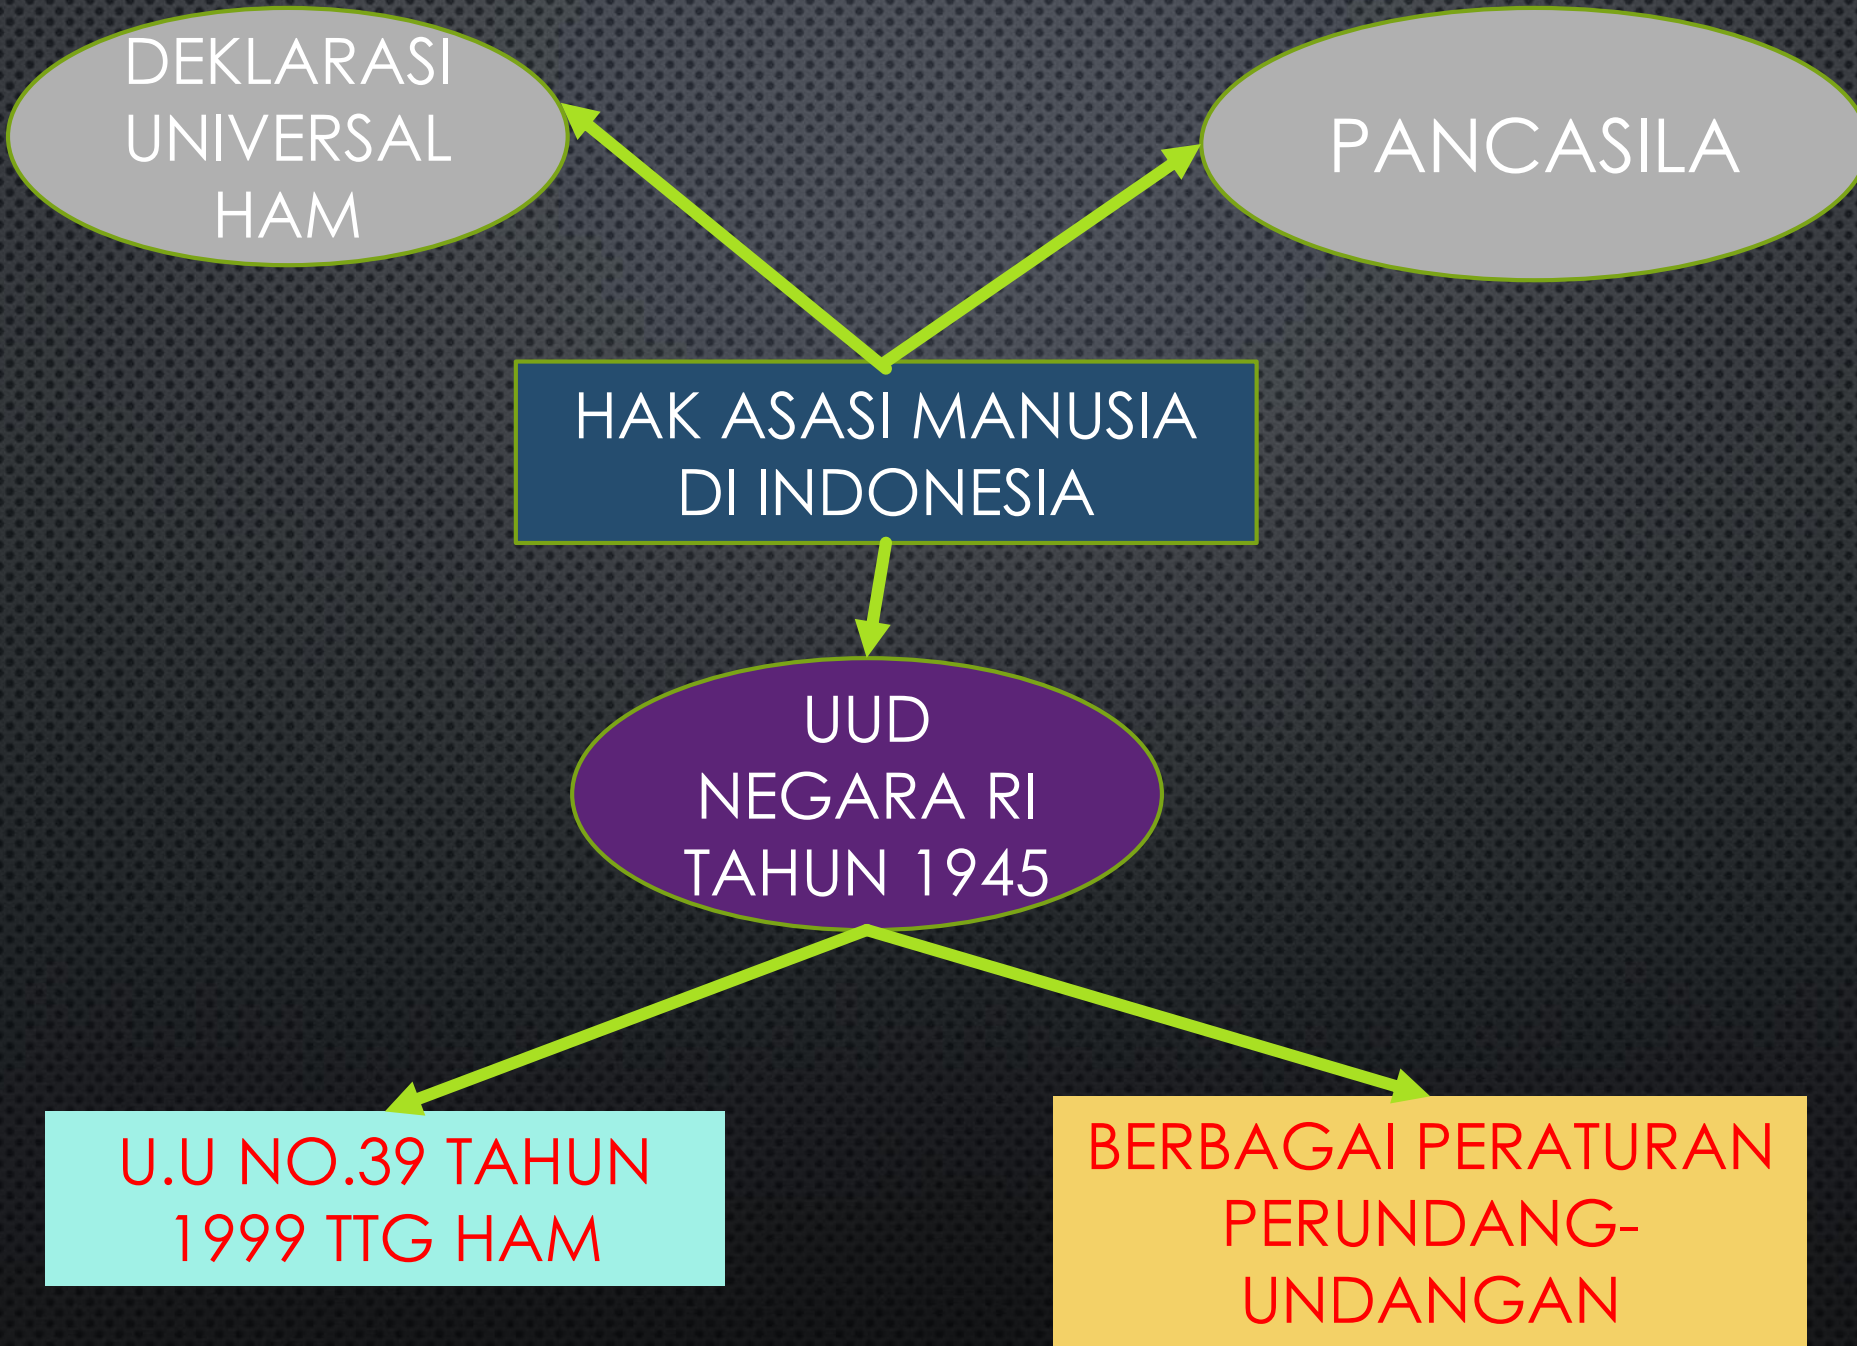 DEKLARASI
UNIVERSAL
HAM
PANCASILA
HAK ASASI MANUSIA
DI INDONESIA
UUD
NEGARA RI
TAHUN 1945
U.U NO.39 TAHUN
1999 TTG HAM
BERBAGAI PERATURAN
PERUNDANG-
UNDANGAN